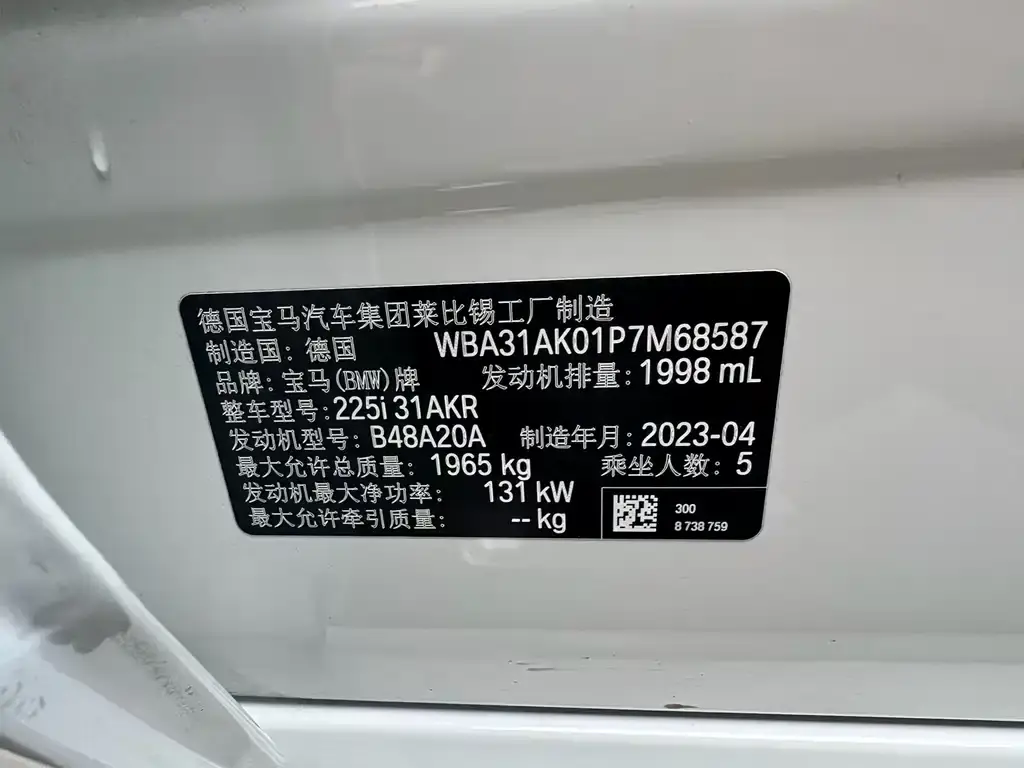 德国宝马汽车集团莱比锡工厂制造
制造国: 德国 WBA31AK01P7M68587
品牌: 宝马(BMW)牌 发动机排量: 1998 mL
整车型号: 225i 31AKR
发动机型号: B48A20A 制造年月: 2023-04
最大允许总质量: 1965 kg 乘坐人数: 5
发动机最大净功率: 131 kW
最大允许牵引质量: -- kg
300
8 738 759